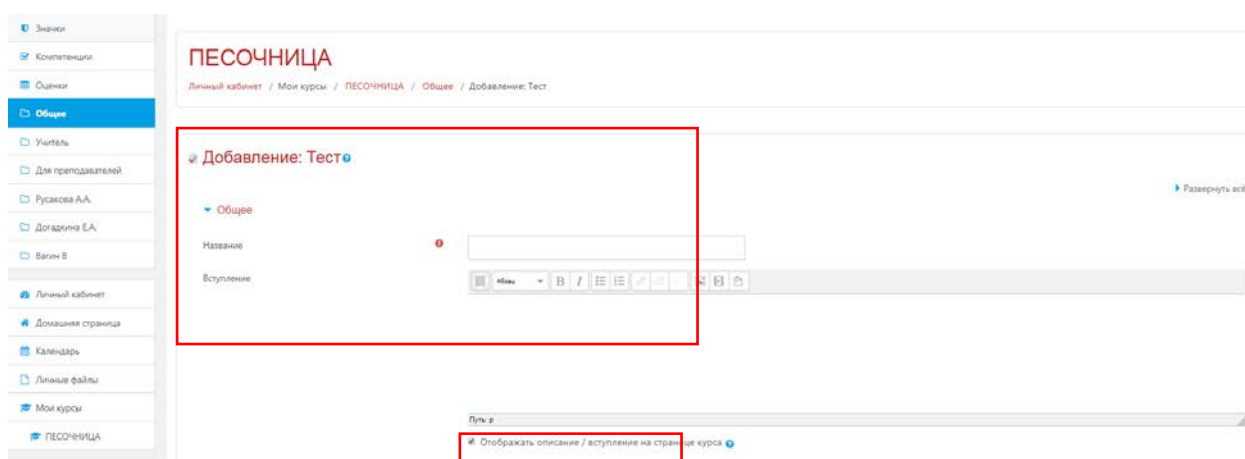 Значки
Компетенции
Оценки
Общее
Учитель
Для преподавателей
Русакова А.А.
Догадкина Е.А.
Вагин В
Личный кабинет
Домашняя страница
Календарь
Личные файлы
Мои курсы
ПЕСОЧНИЦА
ПЕСОЧНИЦА
Личный кабинет / Мои курсы / ПЕСОЧНИЦА / Общее / Добавление: Тест
Добавление: Тест
Развернуть всё
Общее
Название
Вступление
Абзац
B I
Путь: p
Отображать описание / вступление на странице курса